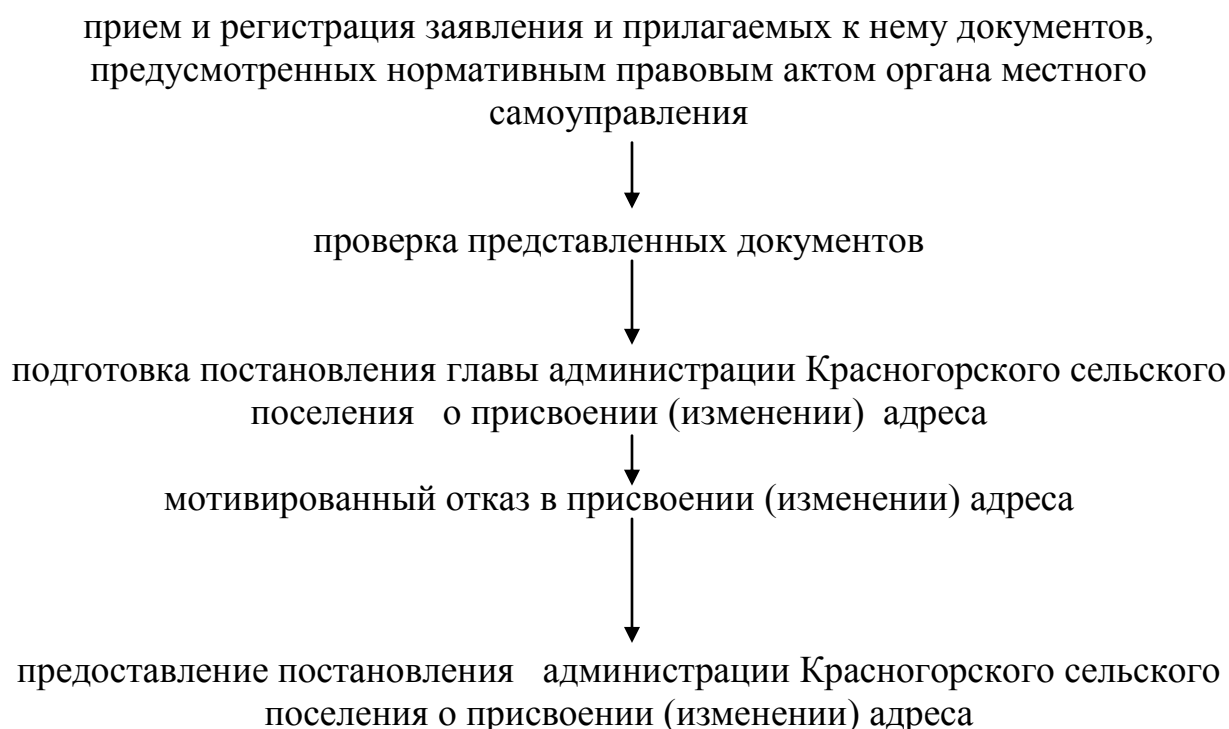 прием и регистрация заявления и прилагаемых к нему документов,
предусмотренных нормативным правовым актом органа местного
самоуправления
проверка представленных документов
подготовка постановления главы администрации Красногорского сельского
поселения о присвоении (изменении) адреса
мотивированный отказ в присвоении (изменении) адреса
предоставление постановления администрации Красногорского сельского
поселения о присвоении (изменении) адреса